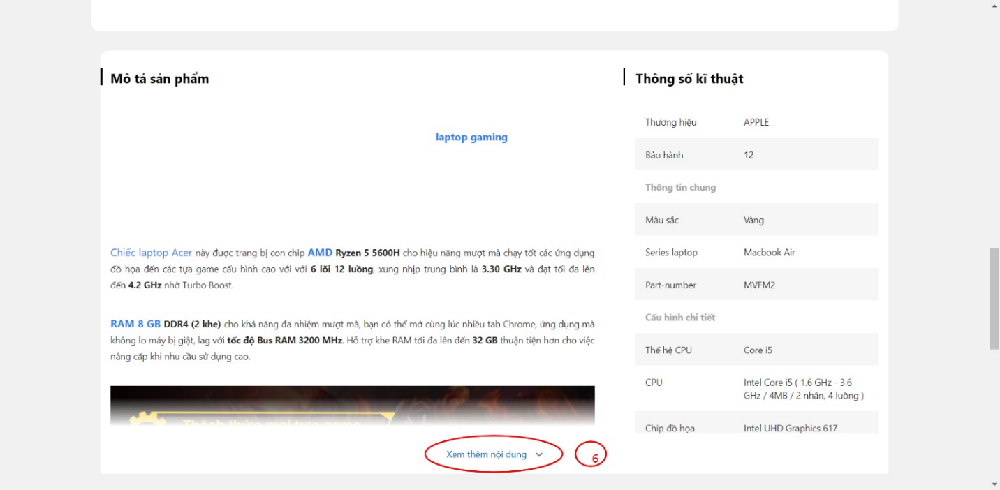 Mô tả sản phẩm
laptop gaming
Chiếc laptop Acer này được trang bị con chip AMD Ryzen 5 5600H cho hiệu năng mượt mà chạy tốt các ứng dụng
đồ họa đến các tựa game cấu hình cao với với 6 lõi 12 luồng, xung nhịp trung bình là 3.30 GHz và đạt tối đa lên
đến 4.2 GHz nhờ Turbo Boost.
RAM 8 GB DDR4 (2 khe) cho khả năng đa nhiệm mượt mà, bạn có thể mở cùng lúc nhiều tab Chrome, ứng dụng mà
không lo máy bị giật, lag với tốc độ Bus RAM 3200 MHz. Hỗ trợ khe RAM tối đa lên đến 32 GB thuận tiện hơn cho việc
nâng cấp khi nhu cầu sử dụng cao.
Thách thức mọi tựa game
Xem thêm nội dung
6
Thông số kĩ thuật
Thương hiệu APPLE
Bảo hành 12
Thông tin chung
Màu sắc Vàng
Series laptop Macbook Air
Part-number MVFM2
Cấu hình chi tiết
Thế hệ CPU Core i5
CPU Intel Core i5 ( 1.6 GHz - 3.6
GHz / 4MB / 2 nhân, 4 luồng )
Chip đồ họa Intel UHD Graphics 617